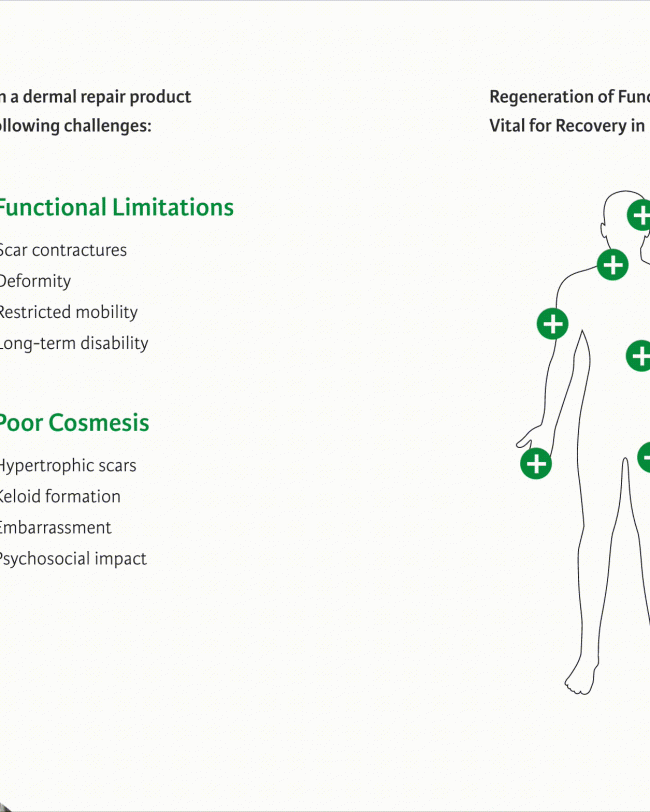 n a dermal repair product
ollowing challenges:
Functional Limitations
Scar contractures
Deformity
Restricted mobility
Long-term disability
Poor Cosmesis
Hypertrophic scars
Keloid formation
Embarrassment
Psychosocial impact
Regeneration of Func
Vital for Recovery in